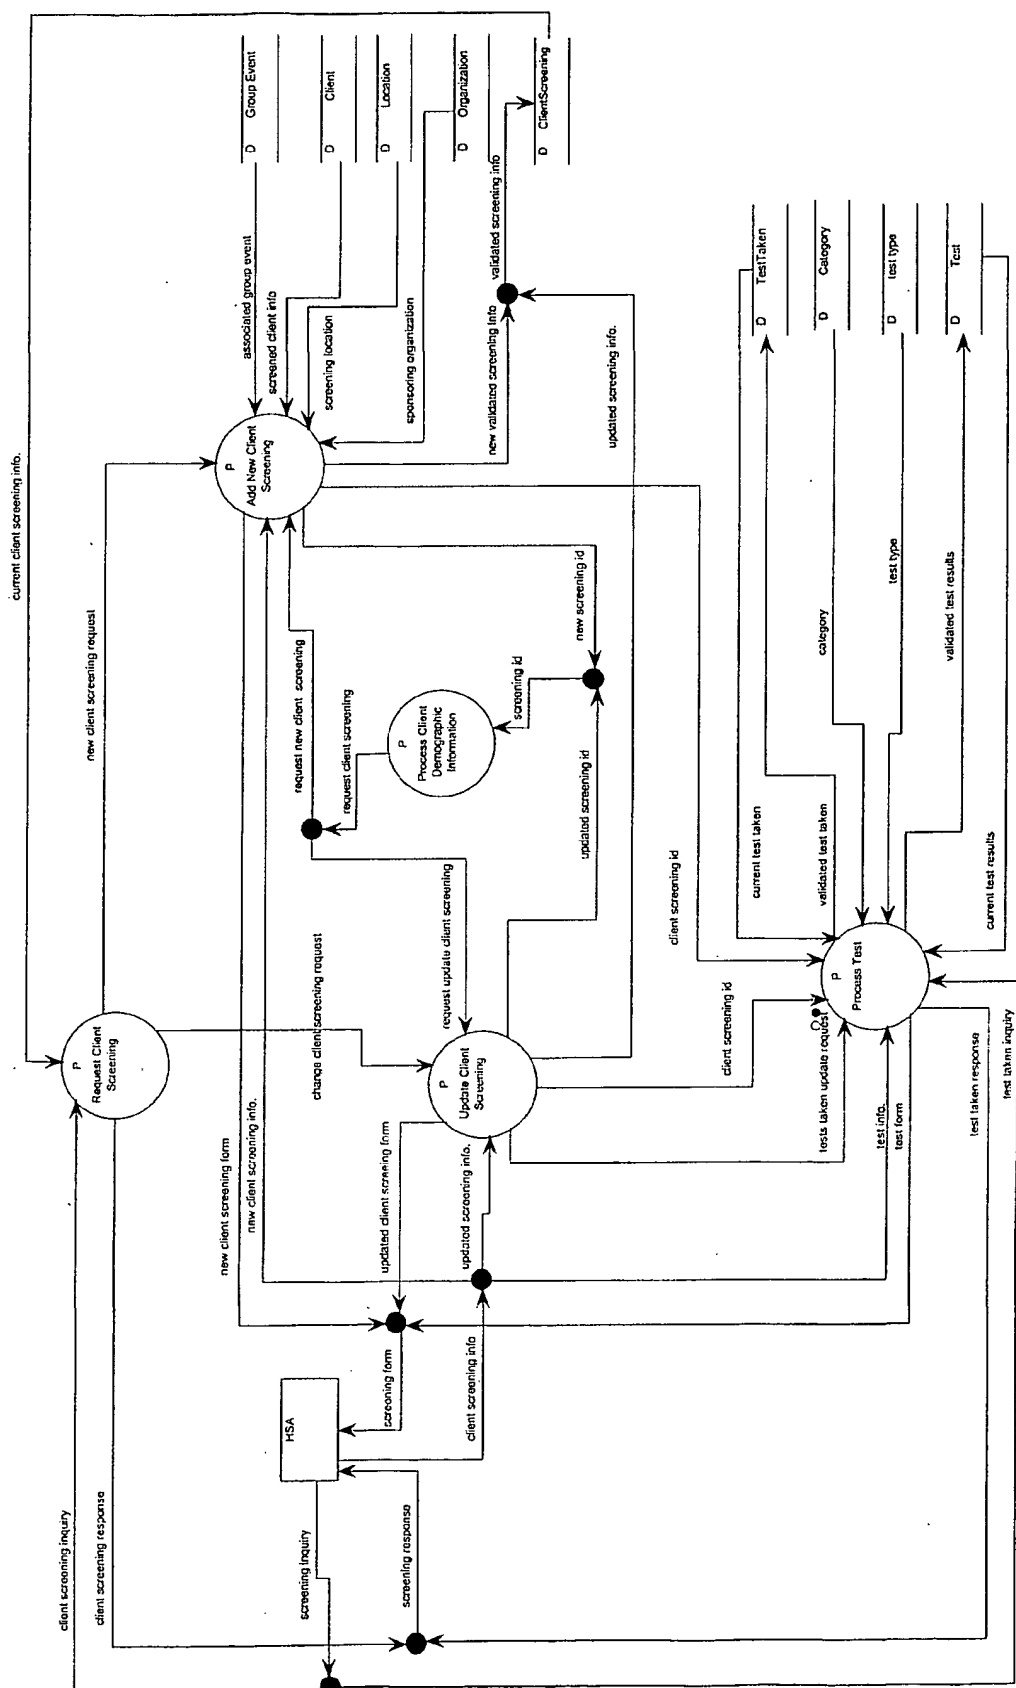 current client screening info.
new client screening request
D Group Event
D Client
D Location
D Organization
D ClientScreening
associated group event
screened client info
screening location
sponsoring organization
new validated screening info
validated screening info
updated screening info.
P
Add New Client
Screening
request new client screening
request client screening
P
Process Client
Demographic
Information
screening id
new screening id
updated screening id
D TestTaken
D Category
D test type
D Test
category
test type
validated test results
current test taken
validated test taken
current test results
client screening id
P
Request Client
Screening
change client screening request
request update client screening
P
Update Client
Screening
client screening id
P
Process Test
tests taken update request
test info.
test form
test taken response
test taken inquiry
new client screening form
new client screening info.
updated client screeing form
updated screening info.
HSA
screening form
client screening info
client screening inquiry
client screening response
screening inquiry
screening response